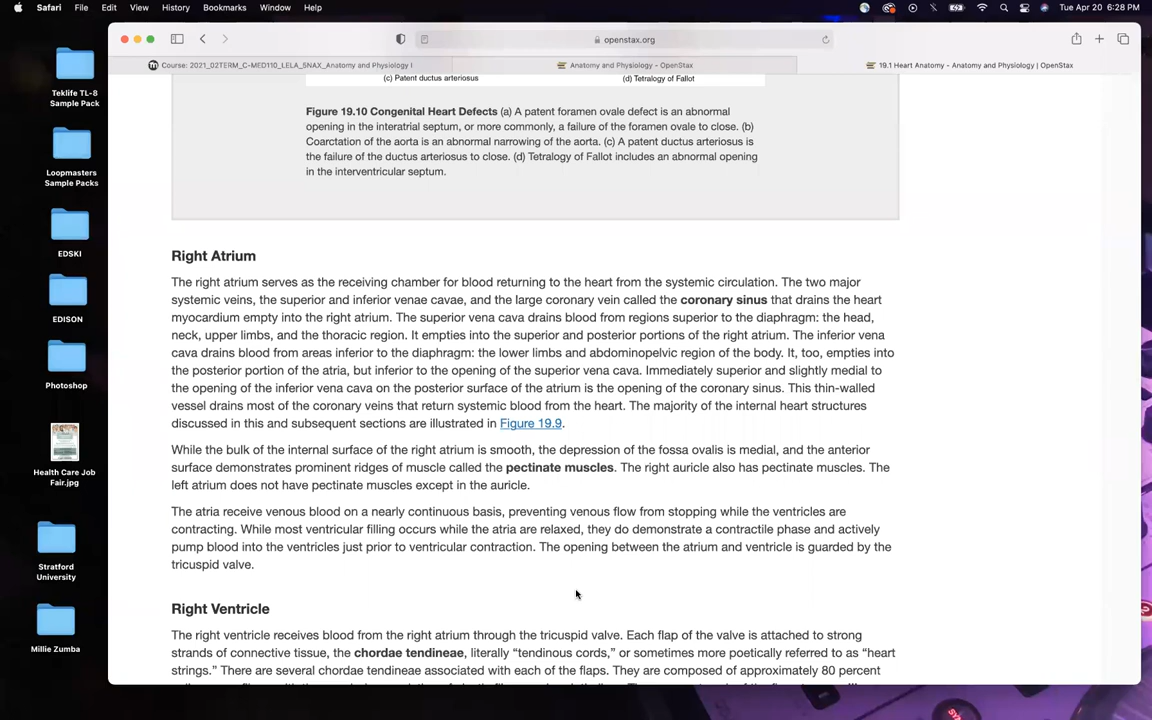 Safari File Edit View History Bookmarks Window Help Tue Apr 20 6:28 PM
openstax.org
Course: 2021_02TERM_C-MED110_LELA_5NAX_Anatomy and Physiology I
Anatomy and Physiology - OpenStax
19.1 Heart Anatomy - Anatomy and Physiology | OpenStax
(c) Patent ductus arteriosus (d) Tetralogy of Fallot
Figure 19.10 Congenital Heart Defects (a) A patent foramen ovale defect is an abnormal
opening in the interatrial septum, or more commonly, a failure of the foramen ovale to close. (b)
Coarctation of the aorta is an abnormal narrowing of the aorta. (c) A patent ductus arteriosus is
the failure of the ductus arteriosus to close. (d) Tetralogy of Fallot includes an abnormal opening
in the interventricular septum.
Right Atrium
The right atrium serves as the receiving chamber for blood returning to the heart from the systemic circulation. The two major
systemic veins, the superior and inferior venae cavae, and the large coronary vein called the coronary sinus that drains the heart
myocardium empty into the right atrium. The superior vena cava drains blood from regions superior to the diaphragm: the head,
neck, upper limbs, and the thoracic region. It empties into the superior and posterior portions of the right atrium. The inferior vena
cava drains blood from areas inferior to the diaphragm: the lower limbs and abdominopelvic region of the body. It, too, empties into
the posterior portion of the atria, but inferior to the opening of the superior vena cava. Immediately superior and slightly medial to
the opening of the inferior vena cava on the posterior surface of the atrium is the opening of the coronary sinus. This thin-walled
vessel drains most of the coronary veins that return systemic blood from the heart. The majority of the internal heart structures
discussed in this and subsequent sections are illustrated in Figure 19.9.
While the bulk of the internal surface of the right atrium is smooth, the depression of the fossa ovalis is medial, and the anterior
surface demonstrates prominent ridges of muscle called the pectinate muscles. The right auricle also has pectinate muscles. The
left atrium does not have pectinate muscles except in the auricle.
The atria receive venous blood on a nearly continuous basis, preventing venous flow from stopping while the ventricles are
contracting. While most ventricular filling occurs while the atria are relaxed, they do demonstrate a contractile phase and actively
pump blood into the ventricles just prior to ventricular contraction. The opening between the atrium and ventricle is guarded by the
tricuspid valve.
Right Ventricle
The right ventricle receives blood from the right atrium through the tricuspid valve. Each flap of the valve is attached to strong
strands of connective tissue, the chordae tendineae, literally “tendinous cords,” or sometimes more poetically referred to as “heart
strings.” There are several chordae tendineae associated with each of the flaps. They are composed of approximately 80 percent
Teklife TL-8
Sample Pack
Loopmasters
Sample Packs
EDSKI
EDISON
Photoshop
Health Care Job
Fair.jpg
Stratford
University
Millie Zumba